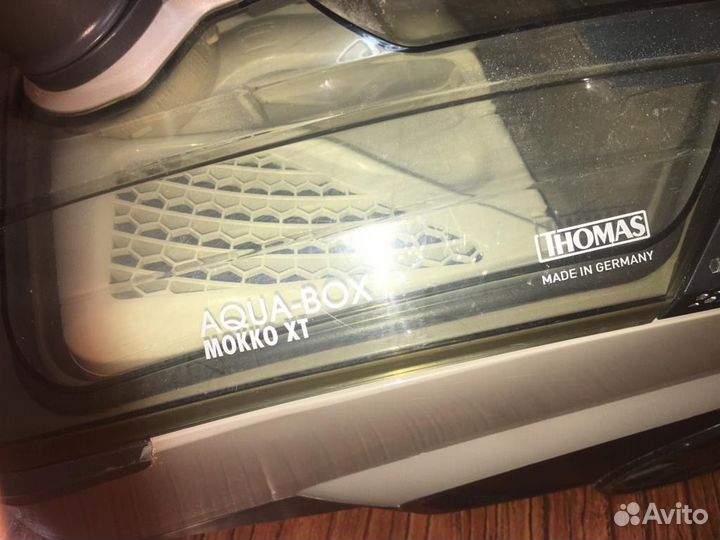 THOMAS
MADE IN GERMANY
AQUA-BOX
MOKKO XT
Avito